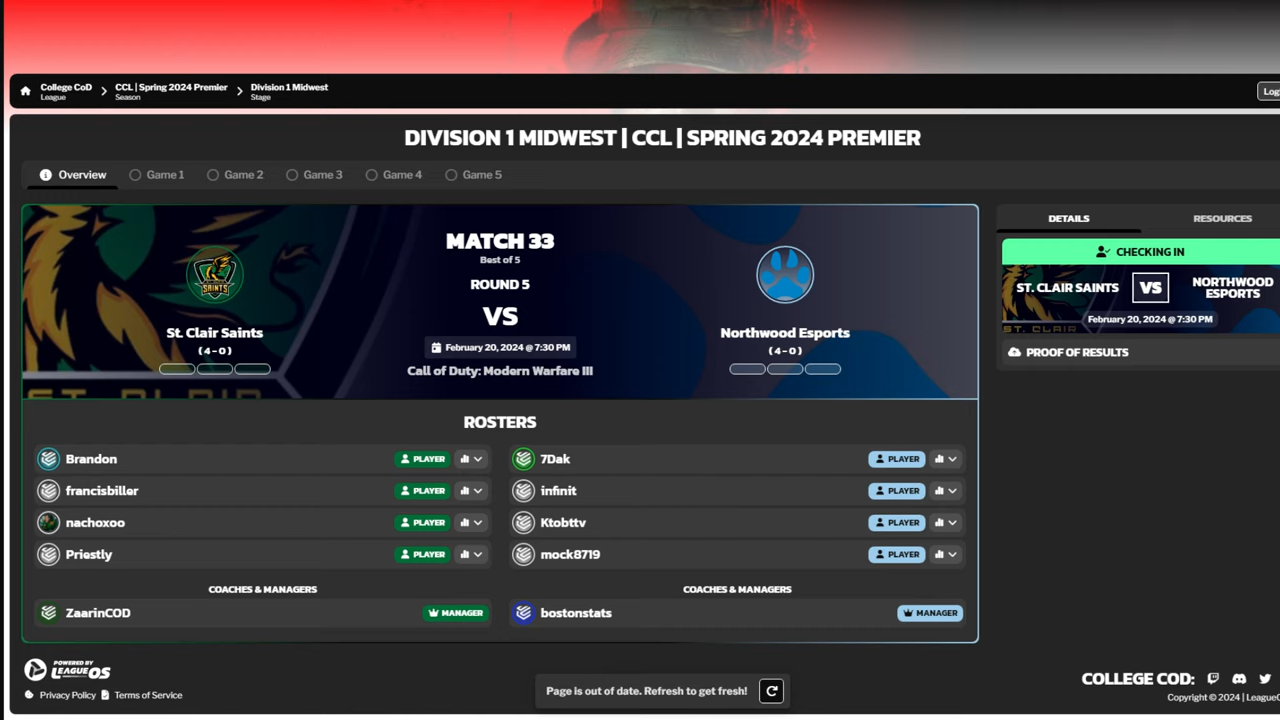 College CoD
League
CCL | Spring 2024 Premier
Season
Division 1 Midwest
Stage
DIVISION 1 MIDWEST | CCL | SPRING 2024 PREMIER
Overview
Game 1
Game 2
Game 3
Game 4
Game 5
MATCH 33
Best of 5
ROUND 5
VS
February 20, 2024 @ 7:30 PM
Call of Duty: Modern Warfare III
SAINTS
St. Clair Saints
(4-0)
Northwood Esports
(4-0)
ST. CLAIR
DETAILS
RESOURCES
CHECKING IN
ST. CLAIR SAINTS
VS
NORTHWOOD
ESPORTS
February 20, 2024 @ 7:30 PM
ST. CLAIR
PROOF OF RESULTS
ROSTERS
Brandon PLAYER
francisbiller PLAYER
nachoxoo PLAYER
Priestly PLAYER
COACHES & MANAGERS
ZaarinCOD MANAGER
7Dak PLAYER
infinit PLAYER
Ktobttv PLAYER
mock8719 PLAYER
COACHES & MANAGERS
bostonstats MANAGER
POWERED BY
LEAGUEOS
Privacy Policy
Terms of Service
Page is out of date. Refresh to get fresh!
COLLEGE COD:
Copyright © 2024 |